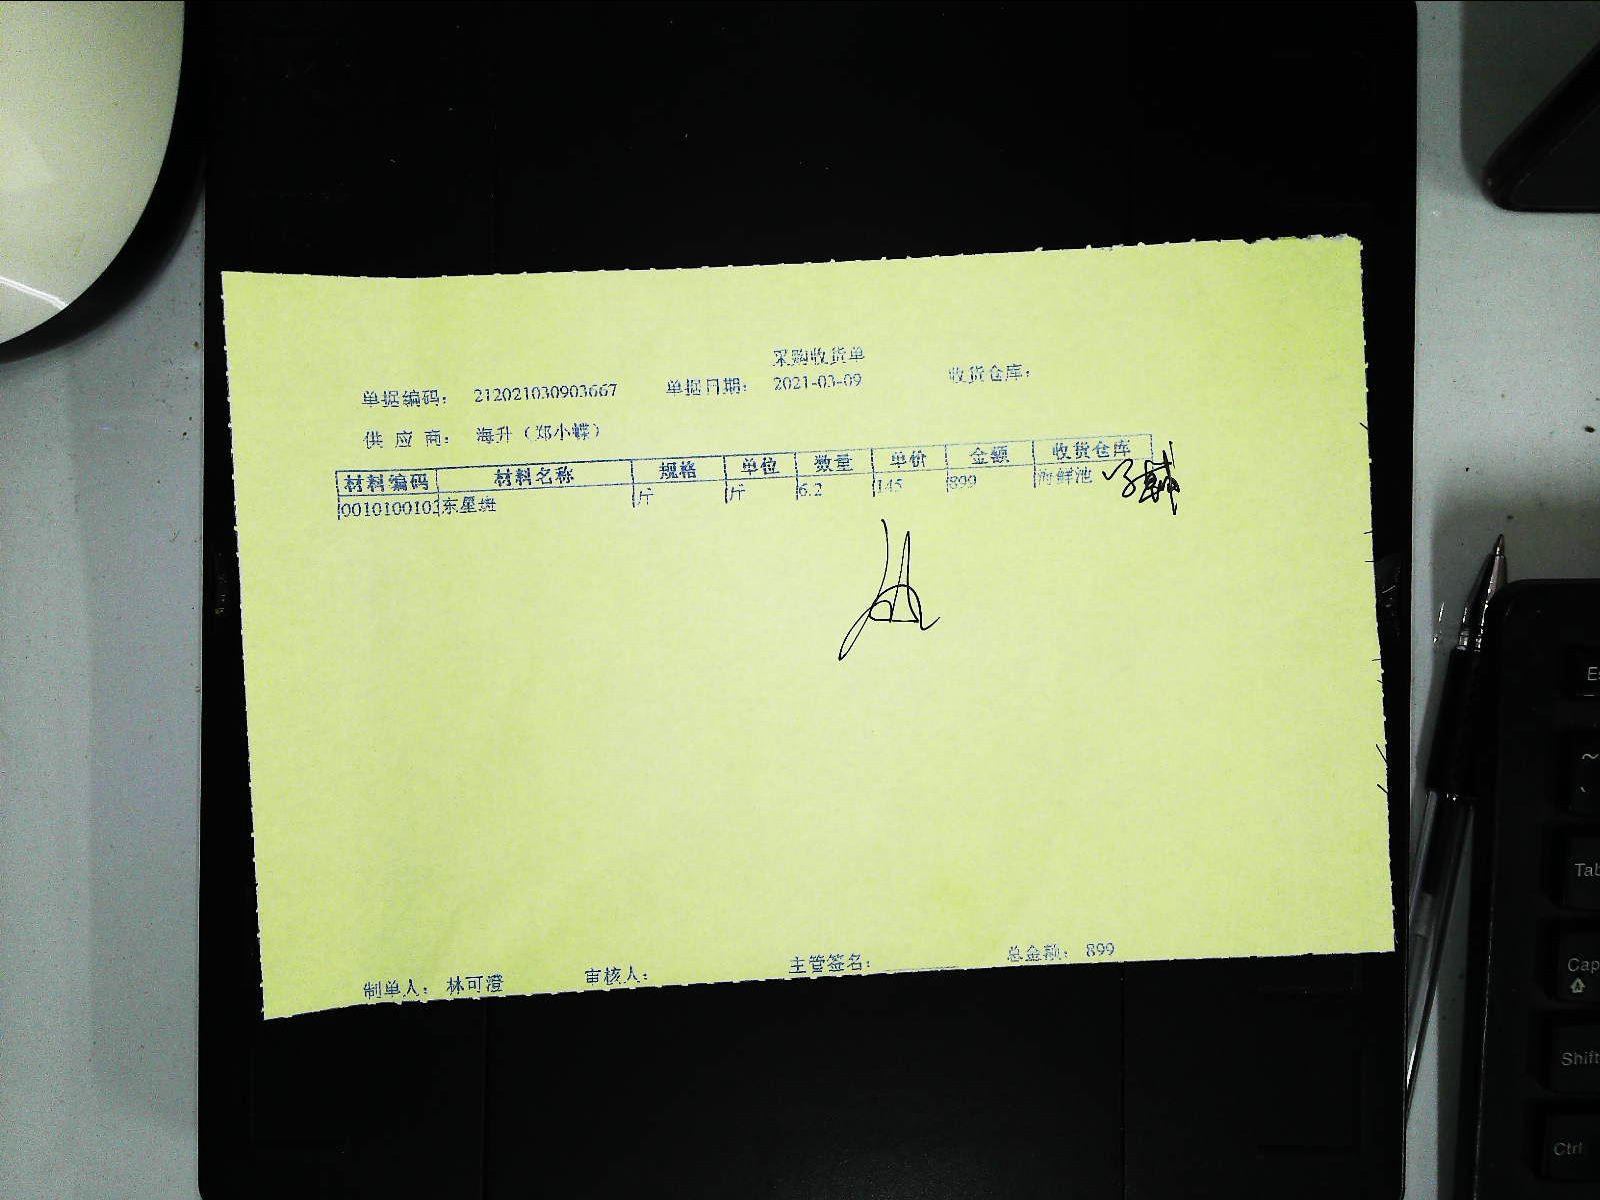 采购收货单
单据编码： 212021030903667 单据日期： 2021-03-09 收货仓库：
供 应 商： 海升（郑小蝶）
材料编码 材料名称 规格 单位 数量 单价 金额 收货仓库
0010100102 东星斑 斤 斤 6.2 145 899 海鲜池
制单人： 林可澄 审核人： 主管签名： 总金额： 899
Tab
Shift
Ctrl